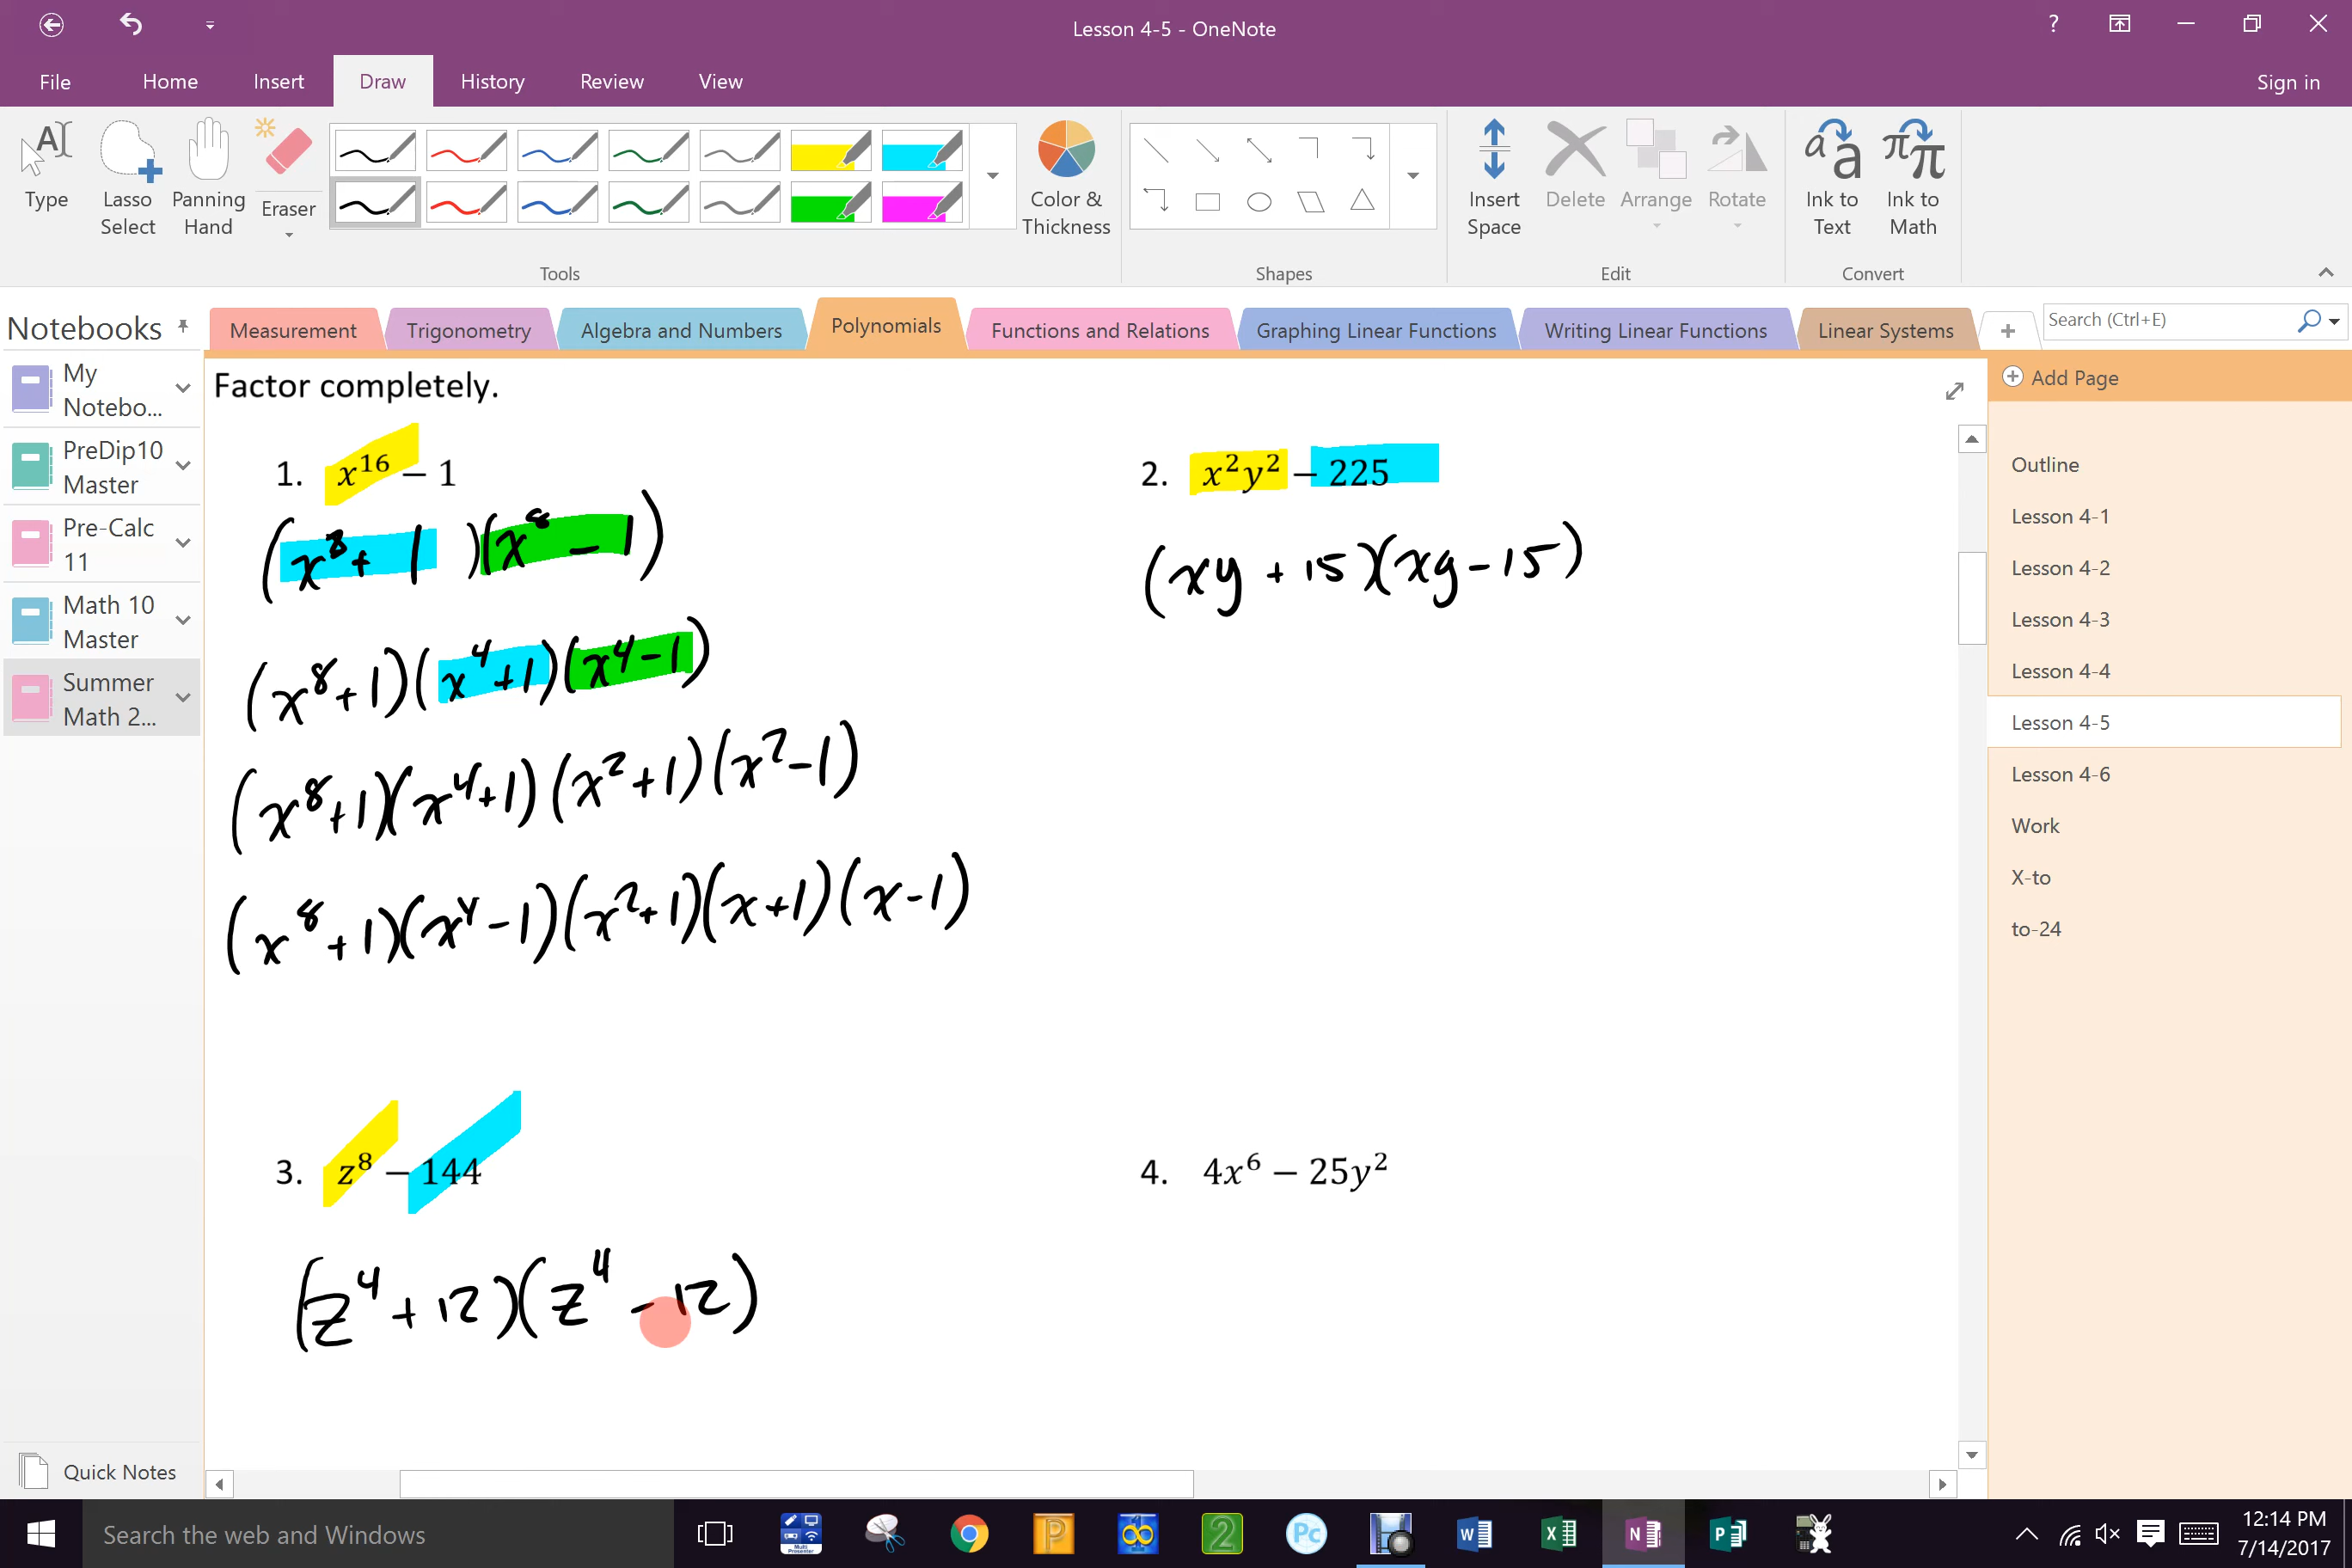 Lesson 4-5 - OneNote
?
File Home Insert Draw History Review View Sign in
Type
Lasso Select
Panning Hand
Eraser
Color & Thickness
Insert Space
Delete
Arrange
Rotate
Ink to Text
Ink to Math
Tools Shapes Edit Convert
Notebooks
Measurement Trigonometry Algebra and Numbers Polynomials Functions and Relations Graphing Linear Functions Writing Linear Functions Linear Systems +
Search (Ctrl+E)
My Notebo...
PreDip10 Master
Pre-Calc 11
Math 10 Master
Summer Math 2...
Quick Notes
Factor completely.
1. x¹⁶ − 1
(x⁸ + 1)(x⁸ − 1)
(x⁸+1)(x⁴+1)(x⁴−1)
(x⁸+1)(x⁴+1)(x²+1)(x²−1)
(x⁸+1)(x⁴−1)(x²+1)(x+1)(x−1)
2. x²y² − 225
(xy + 15)(xy − 15)
3. z⁸ − 144
(z⁴ + 12)(z⁴ − 12)
4. 4x⁶ − 25y²
Add Page
Outline
Lesson 4-1
Lesson 4-2
Lesson 4-3
Lesson 4-4
Lesson 4-5
Lesson 4-6
Work
X-to
to-24
Search the web and Windows
12:14 PM
7/14/2017